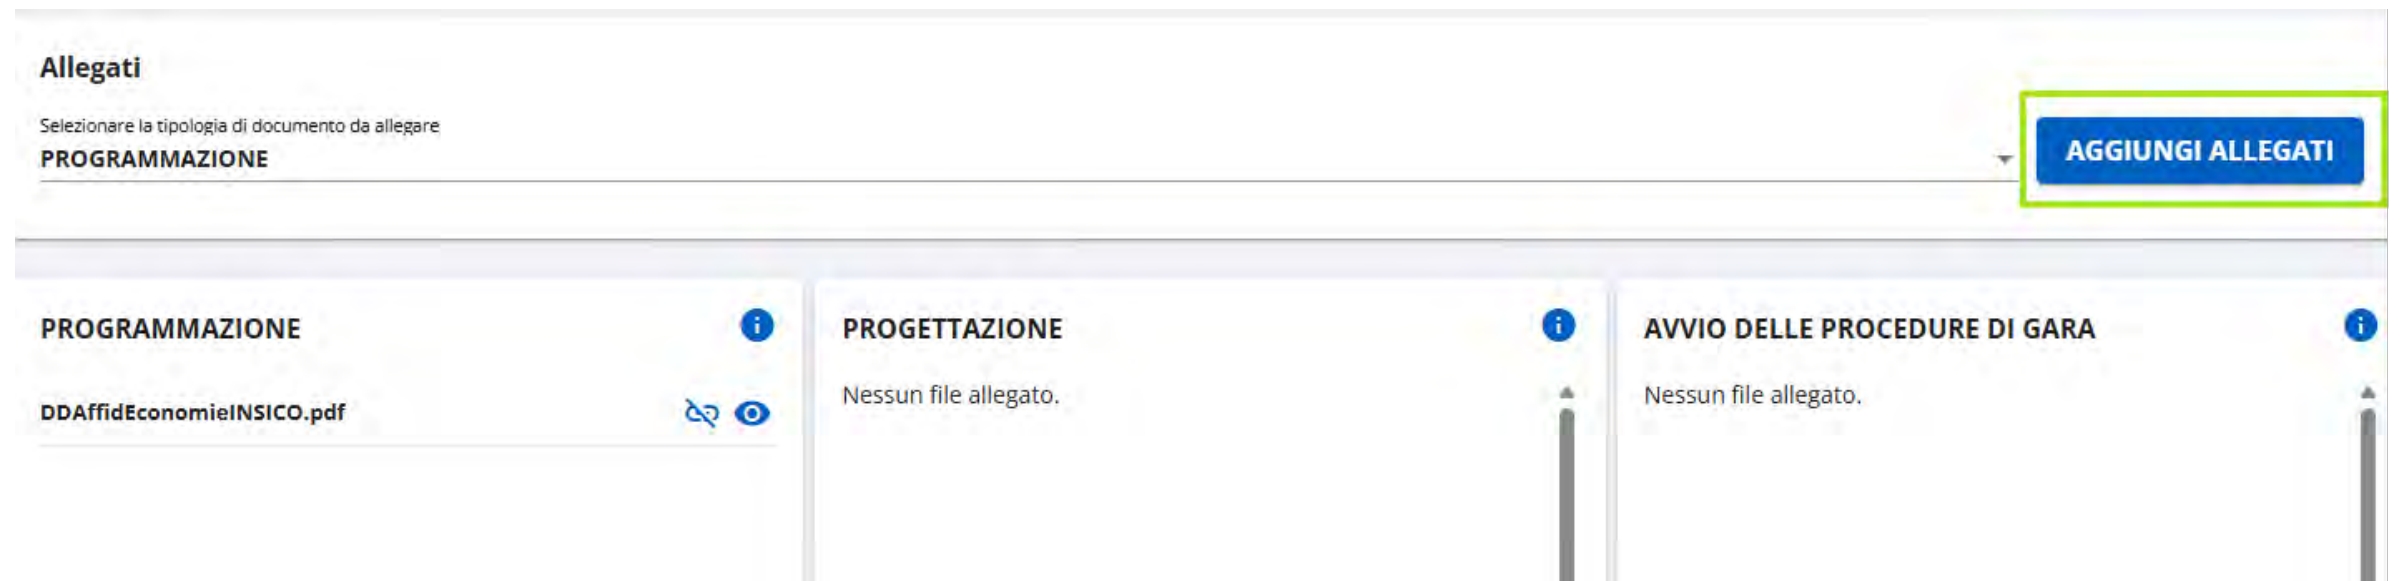 Allegati
Selezionare la tipologia di documento da allegare
PROGRAMMAZIONE
AGGIUNGI ALLEGATI
PROGRAMMAZIONE
DDAffidEconomieINSICO.pdf
PROGETTAZIONE
Nessun file allegato.
AVVIO DELLE PROCEDURE DI GARA
Nessun file allegato.